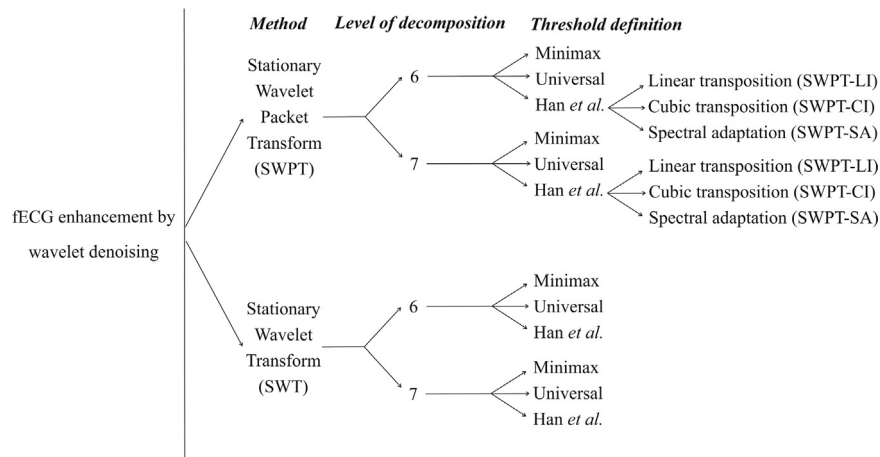 Method Level of decomposition Threshold definition
Stationary
Wavelet
Packet
Transform
(SWPT)
6
Minimax
Universal
Han et al.
Linear transposition (SWPT-LI)
Cubic transposition (SWPT-CI)
Spectral adaptation (SWPT-SA)
7
Minimax
Universal
Han et al.
Linear transposition (SWPT-LI)
Cubic transposition (SWPT-CI)
Spectral adaptation (SWPT-SA)
fECG enhancement by
wavelet denoising
Stationary
Wavelet
Transform
(SWT)
6
Minimax
Universal
Han et al.
7
Minimax
Universal
Han et al.